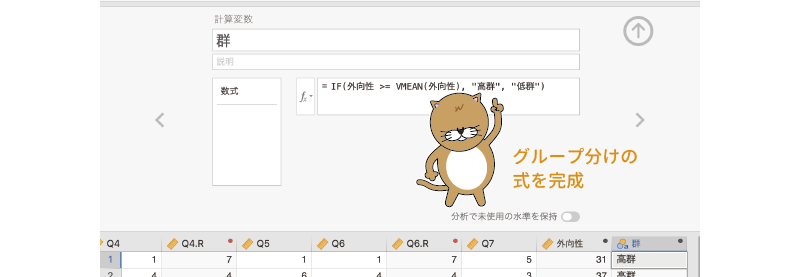 計算変数
群
説明
数式
fx
= IF(外向性 >= VMEAN(外向性), "高群", "低群")
グループ分けの
式を完成
分析で未使用の水準を保持
Q4 Q4.R Q5 Q6 Q6.R Q7 外向性 群
1 1 7 1 1 7 5 31 高群
2 4 4 6 4 4 3 37 高群